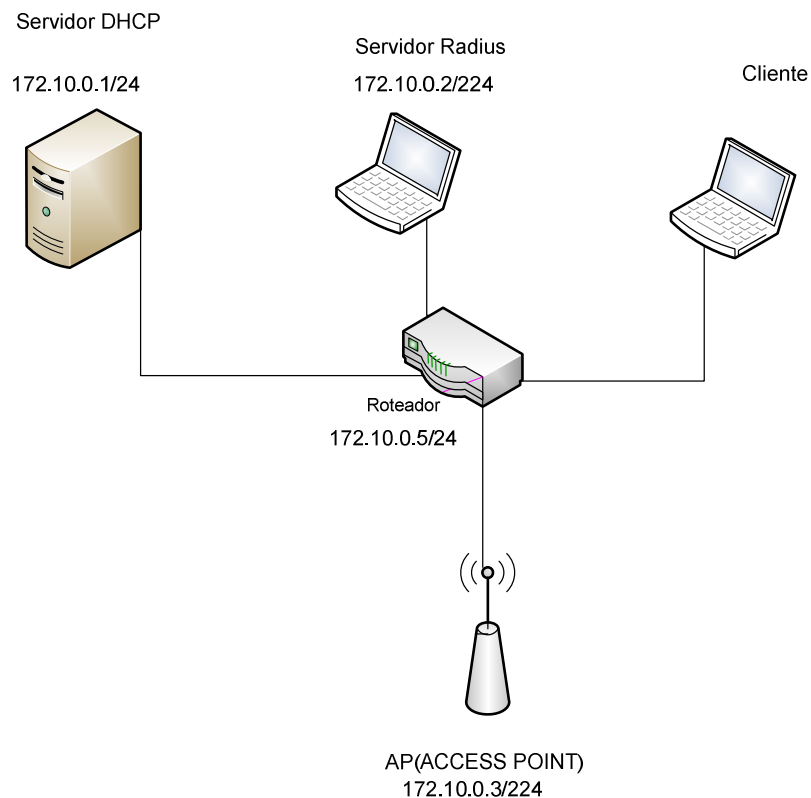 Servidor DHCP
172.10.0.1/24
Servidor Radius
172.10.0.2/224
Cliente
Roteador
172.10.0.5/24
AP(ACCESS POINT)
172.10.0.3/224